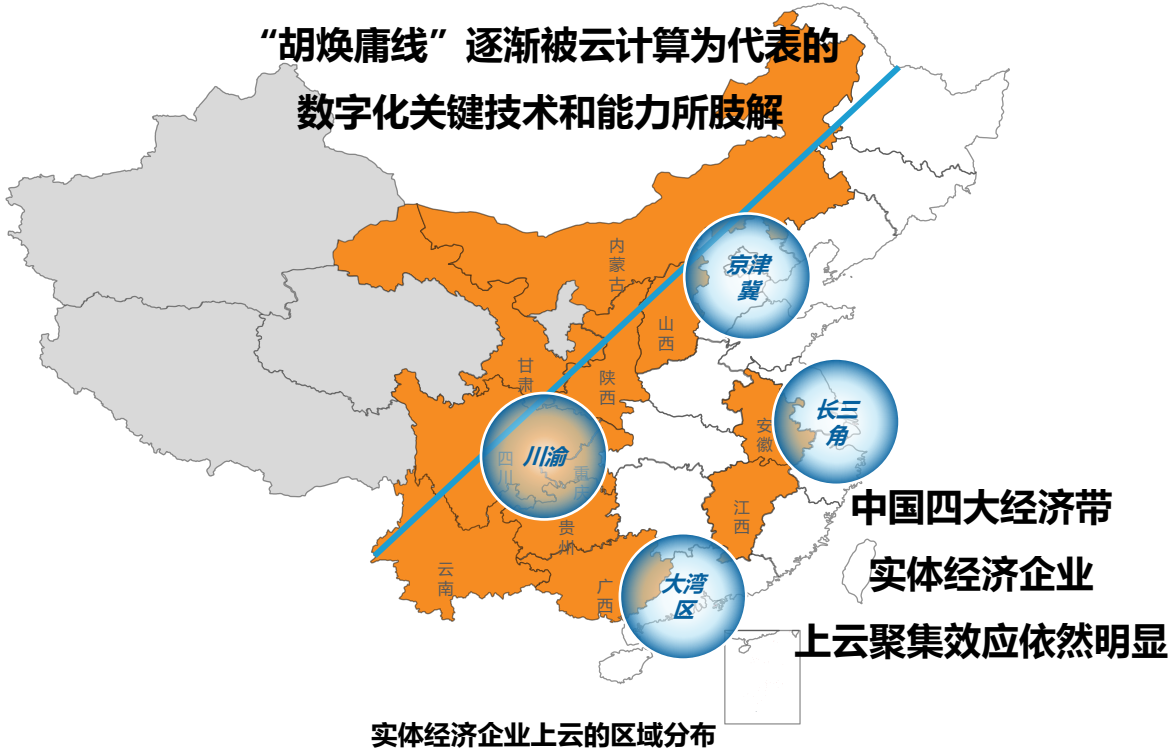 “胡焕庸线”逐渐被云计算为代表的
数字化关键技术和能力所肢解
内
蒙
古
京津
冀
山
西
甘
肃
陕
西
长三
角
安
徽
川渝
四
川
重
庆
中国四大经济带
江
西
贵
州
实体经济企业
云
南
广
西
大湾
区
上云聚集效应依然明显
实体经济企业上云的区域分布